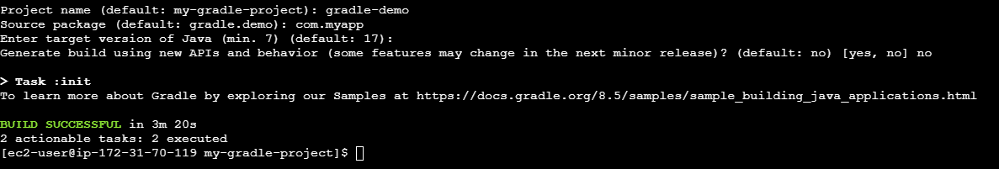 Project name (default: my-gradle-project): gradle-demo
Source package (default: gradle.demo): com.myapp
Enter target version of Java (min. 7) (default: 17):
Generate build using new APIs and behavior (some features may change in the next minor release)? (default: no) [yes, no] no
> Task :init
To learn more about Gradle by exploring our Samples at https://docs.gradle.org/8.5/samples/sample_building_java_applications.html
BUILD SUCCESSFUL in 3m 20s
2 actionable tasks: 2 executed
[ec2-user@ip-172-31-70-119 my-gradle-project]$